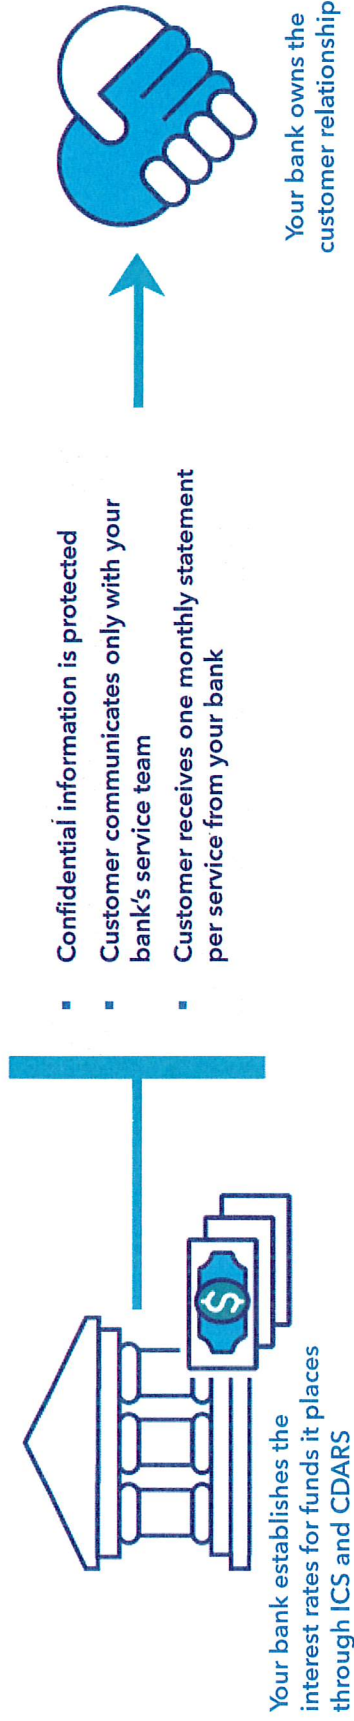 Your bank establishes the
interest rates for funds it places
through ICS and CDARS
▪ Confidential information is protected
▪ Customer communicates only with your
bank's service team
▪ Customer receives one monthly statement
per service from your bank
Your bank owns the
customer relationship
$